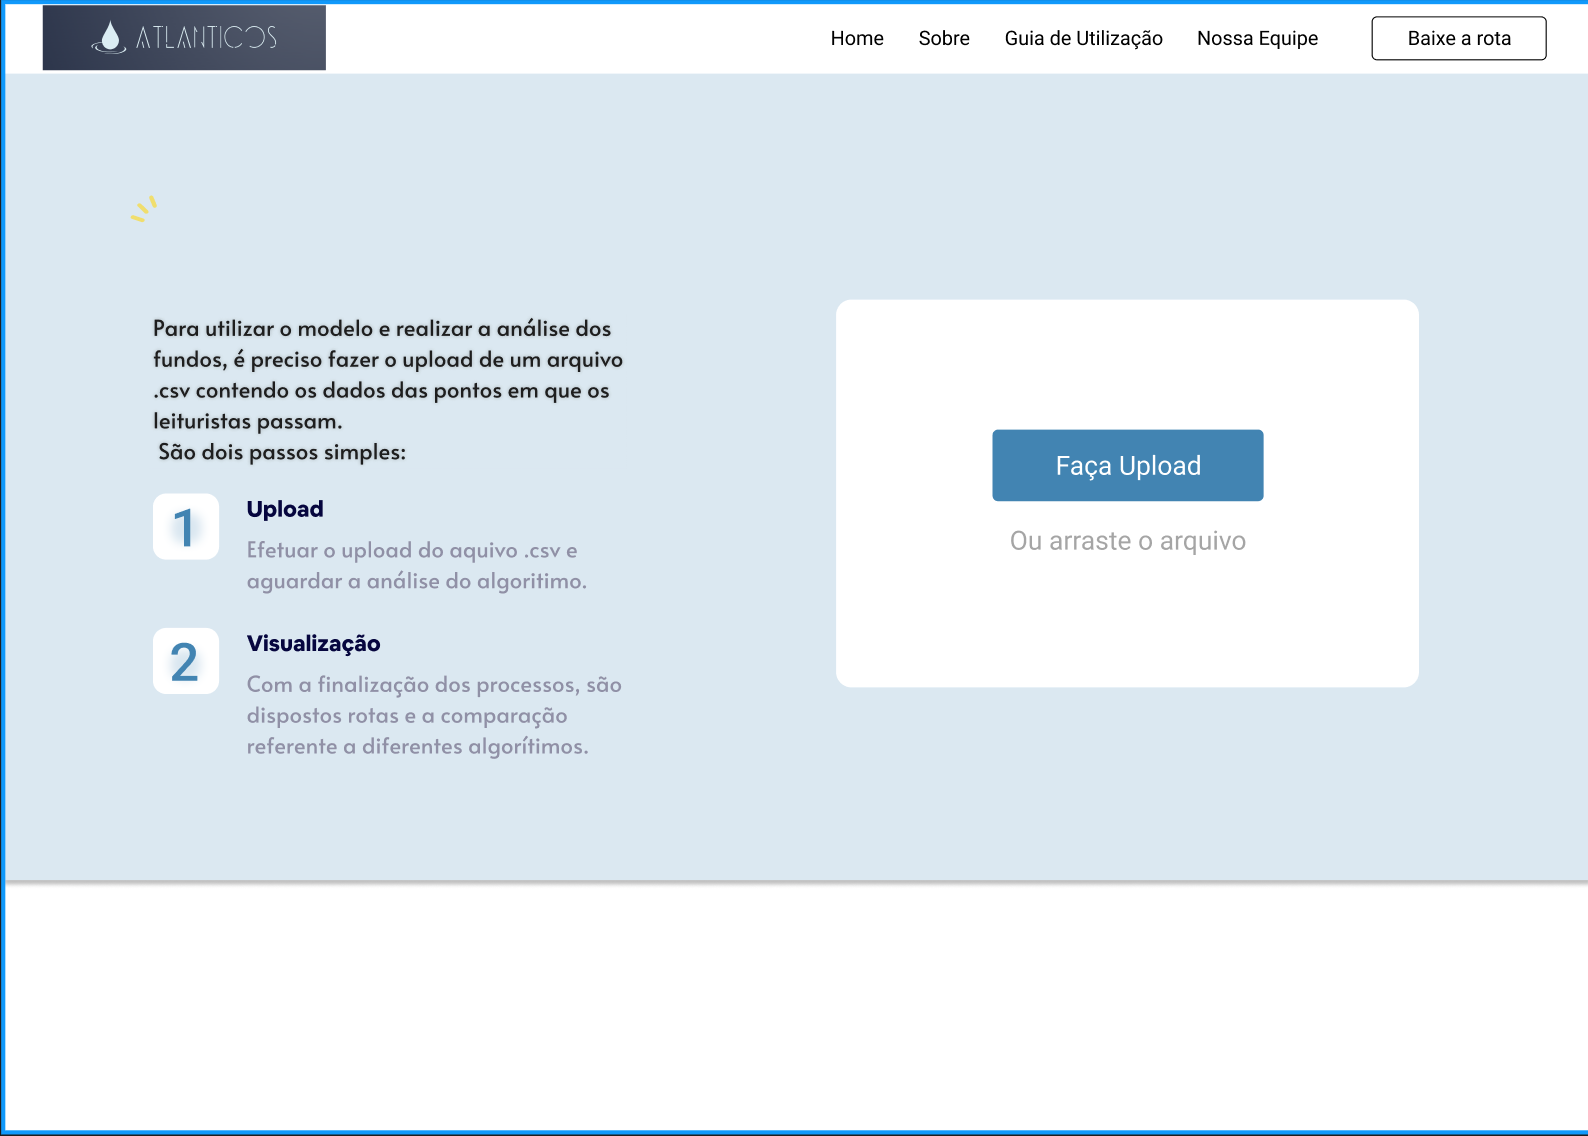 ATLANTICOS
Home Sobre Guia de Utilização Nossa Equipe Baixe a rota
Para utilizar o modelo e realizar a análise dos
fundos, é preciso fazer o upload de um arquivo
.csv contendo os dados das pontos em que os
leituristas passam.
São dois passos simples:
1 Upload
Efetuar o upload do aquivo .csv e
aguardar a análise do algoritimo.
2 Visualização
Com a finalização dos processos, são
dispostos rotas e a comparação
referente a diferentes algorítimos.
Faça Upload
Ou arraste o arquivo